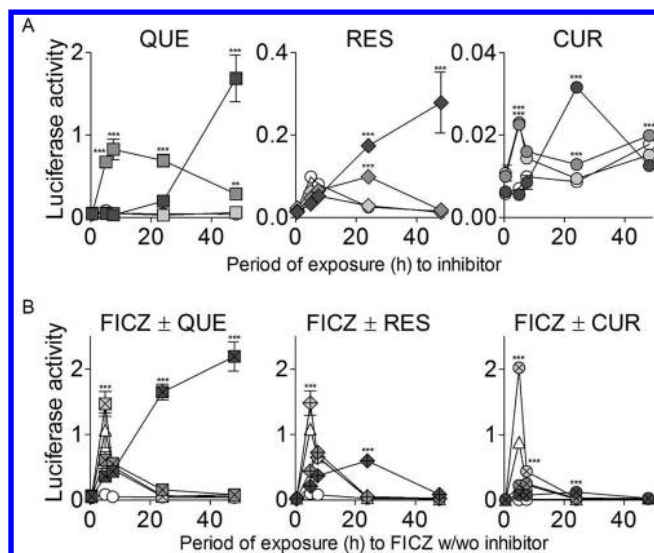 A
QUE RES CUR
Luciferase activity
2 0.4 0.04
1 0.2 0.02
0 0.0 0.00
*** *** *** ** ***
*** *** ***
*** *** *** *** ***
0 20 40 0 20 40 0 20 40
Period of exposure (h) to inhibitor
B
FICZ ± QUE FICZ ± RES FICZ ± CUR
Luciferase activity
2 2 2
1 1 1
0 0 0
*** *** ***
*** ***
*** *** ***
0 20 40 0 20 40 0 20 40
Period of exposure (h) to FICZ w/wo inhibitor